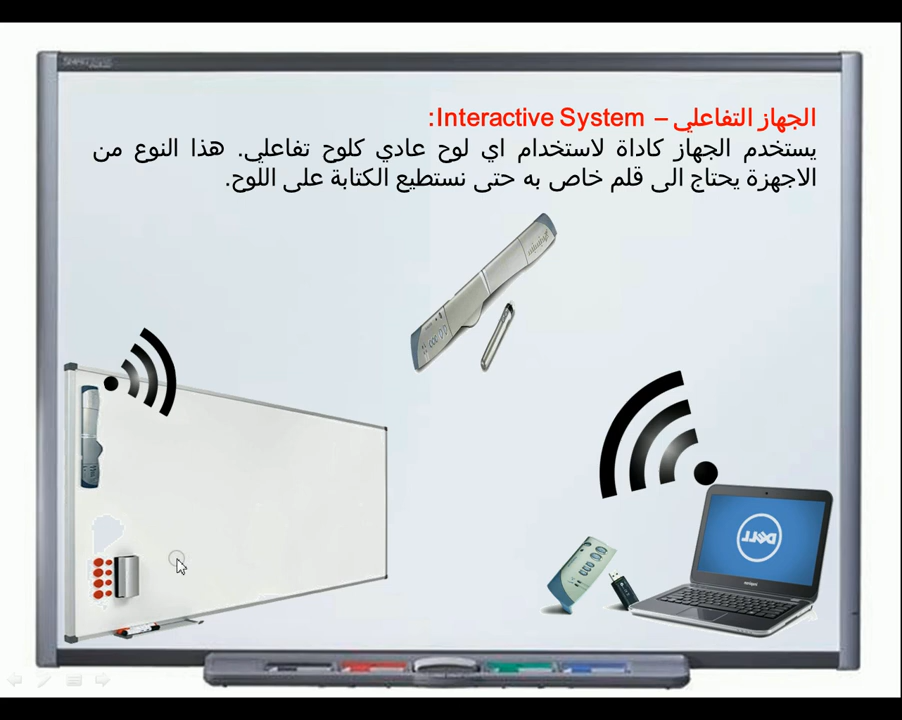 الجهاز التفاعلي – Interactive System:
يستخدم الجهاز كاداة لاستخدام اي لوح عادي كلوح تفاعلي. هذا النوع من
الاجهزة يحتاج الى قلم خاص به حتى نستطيع الكتابة على اللوح.
DELL